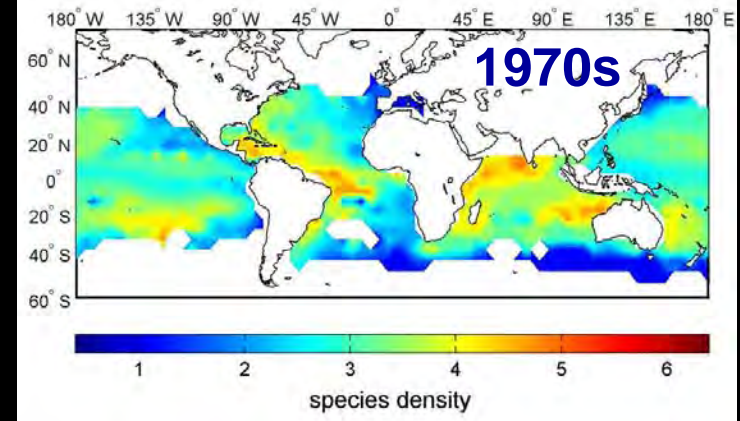 180° W 135° W 90° W 45° W 0° 45° E 90° E 135° E 180° E
1970s
60° N
40° N
20° N
0°
20° S
40° S
60° S
1 2 3 4 5 6
species density